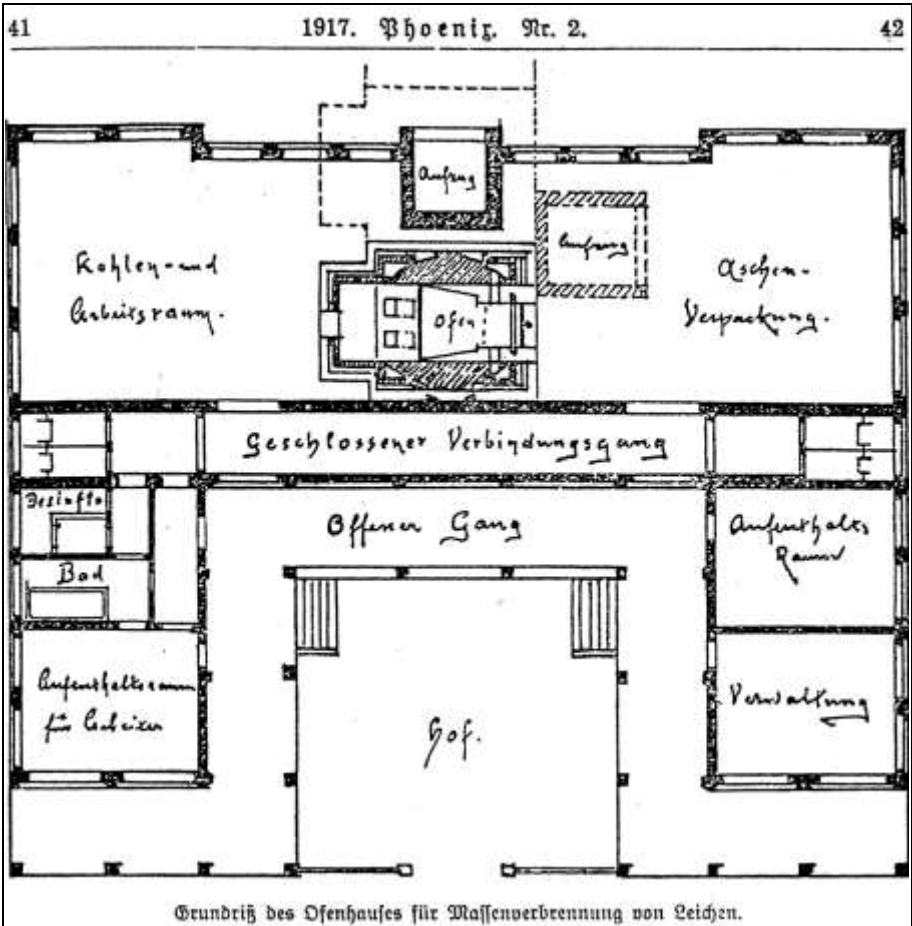 41
1917. Phoenix. Nr. 2.
42
Aufzug
Aufzug
Kohlen- und
Arbeitsraum.
Ofen
Aschen-
Verpackung.
Geschlossener Verbindungsgang
Desinfkt.
Offener Gang
Aufenthalts
Raum
Bad
Aufenthaltsraum
für Arbeiter
Hof.
Verwaltung
Grundriß des Ofenhauses für Massenverbrennung von Leichen.